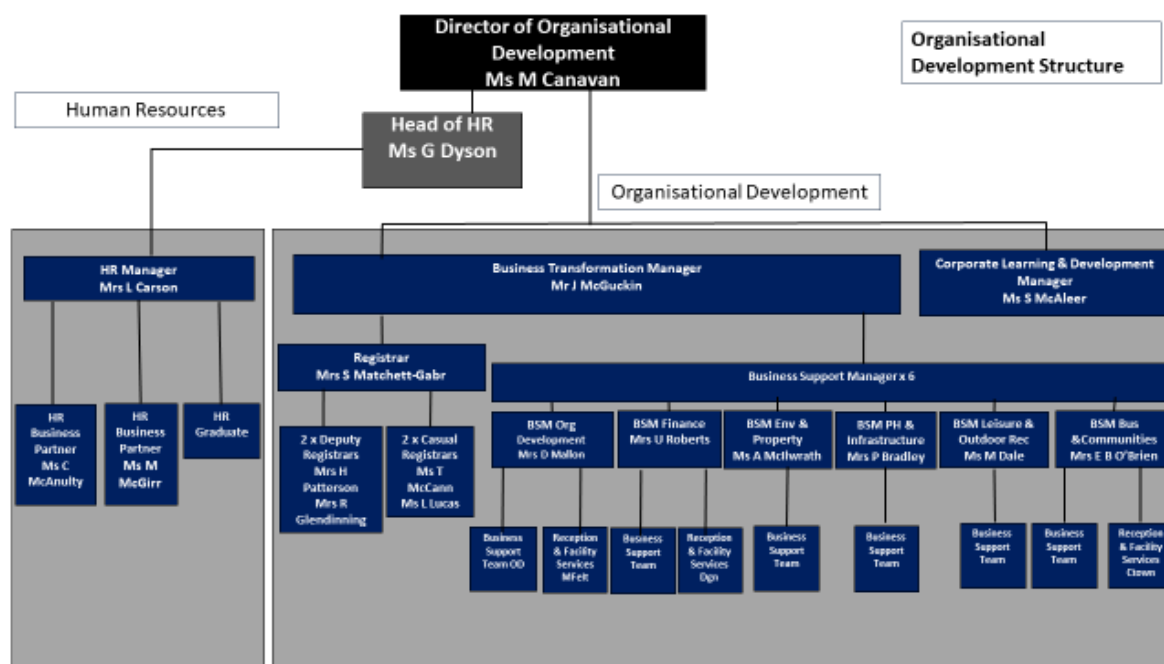 Director of Organisational
Development
Ms M Canavan
Organisational
Development Structure
Human Resources
Head of HR
Ms G Dyson
Organisational Development
HR Manager
Mrs L Carson
Business Transformation Manager
Mr J McGuckin
Corporate Learning & Development
Manager
Ms S McAleer
Registrar
Mrs S Matchett-Gabr
Business Support Manager x 6
HR
Business
Partner
Ms C
McAnulty
HR
Business
Partner
Ms M
McGirr
HR
Graduate
2 x Deputy
Registrars
Mrs H
Patterson
Mrs R
Glendinning
2 x Casual
Registrars
Ms T
McCann
Ms L Lucas
BSM Org
Development
Mrs D Mallon
BSM Finance
Mrs U Roberts
BSM Env &
Property
Ms A McIlwrath
BSM PH &
Infrastructure
Mrs P Bradley
BSM Leisure &
Outdoor Rec
Ms M Dale
BSM Bus
&Communities
Mrs E B O'Brien
Business
Support
Team OD
Reception
& Facility
Services
MFelt
Business
Support
Team
Reception
& Facility
Services
Dgn
Business
Support
Team
Business
Support
Team
Business
Support
Team
Business
Support
Team
Reception
& Facility
Services
Ctown